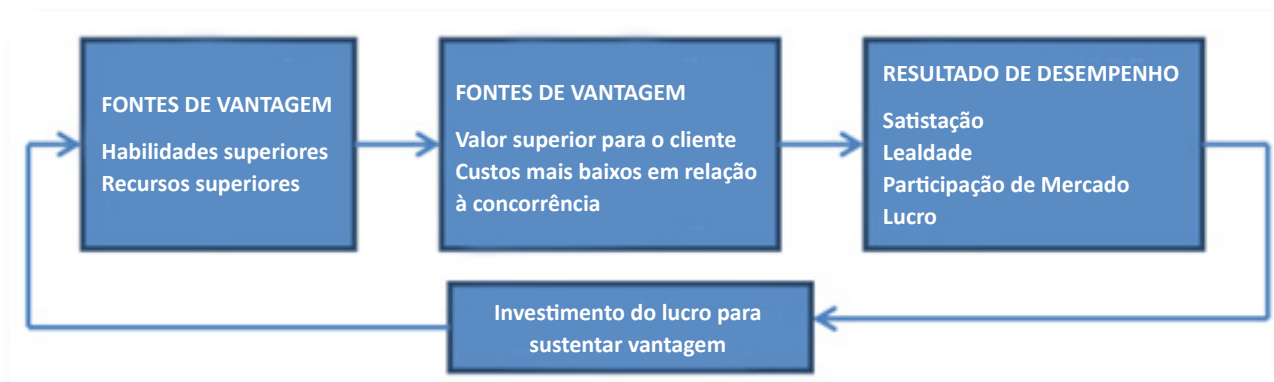 FONTES DE VANTAGEM
Habilidades superiores
Recursos superiores
FONTES DE VANTAGEM
Valor superior para o cliente
Custos mais baixos em relação
à concorrência
RESULTADO DE DESEMPENHO
Satistação
Lealdade
Participação de Mercado
Lucro
Investimento do lucro para
sustentar vantagem